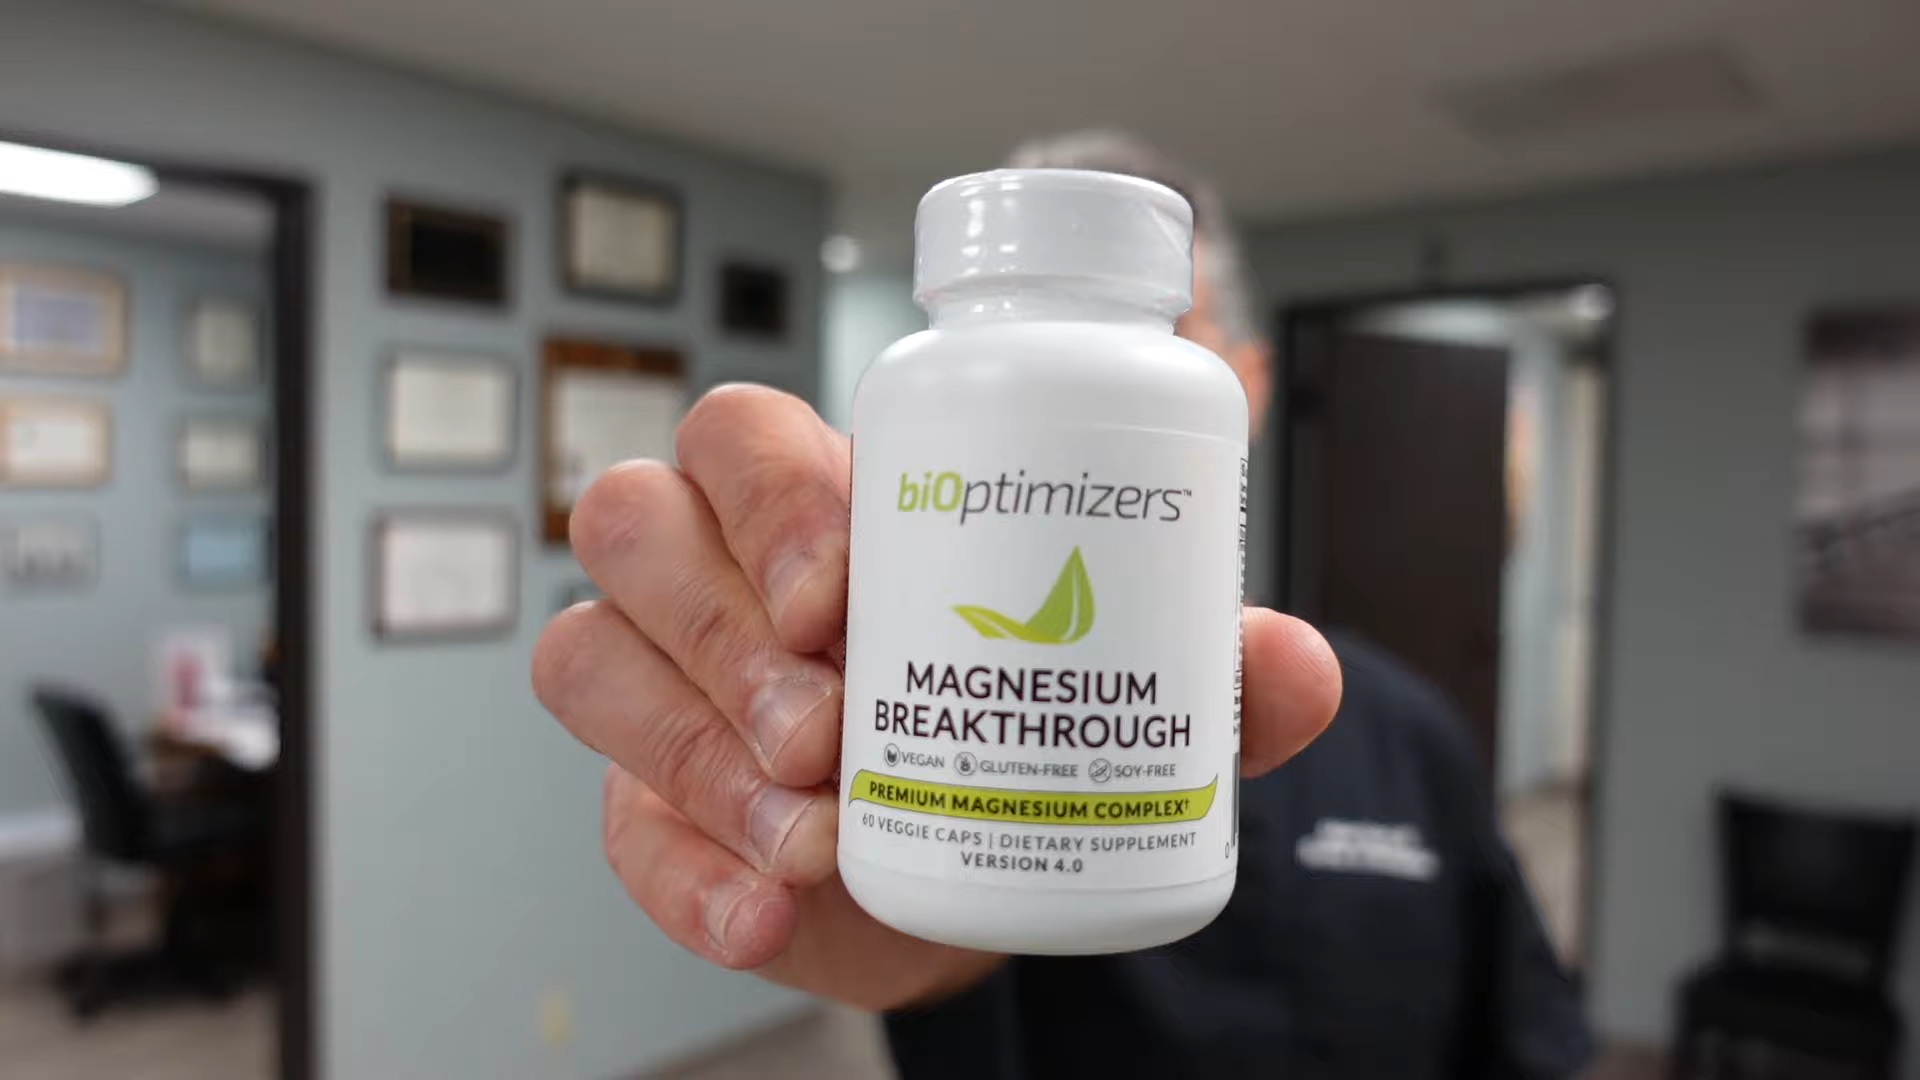 biOptimizers™
MAGNESIUM
BREAKTHROUGH
VEGAN GLUTEN-FREE SOY-FREE
PREMIUM MAGNESIUM COMPLEX†
60 VEGGIE CAPS | DIETARY SUPPLEMENT
VERSION 4.0